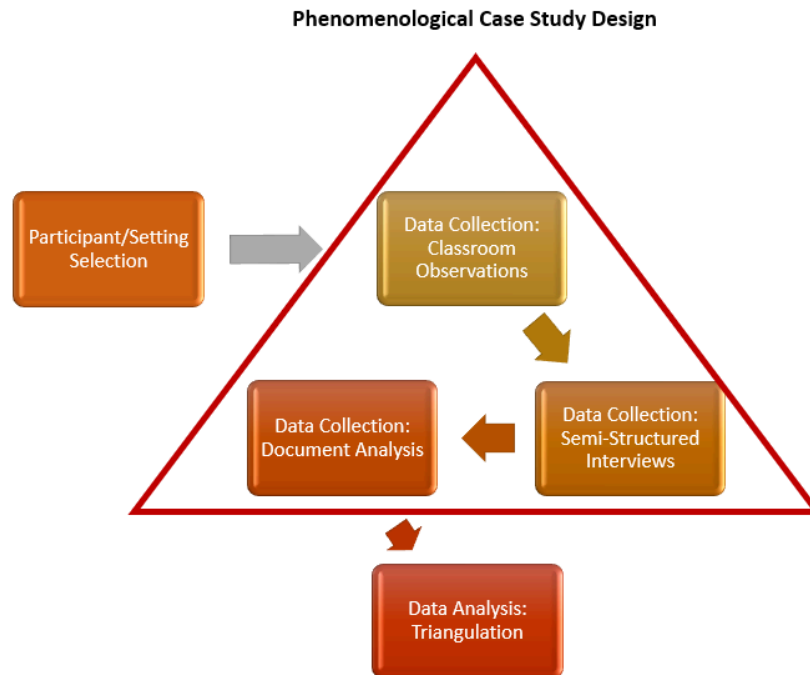 Phenomenological Case Study Design
Participant/Setting
Selection
Data Collection:
Classroom
Observations
Data Collection:
Semi-Structured
Interviews
Data Collection:
Document Analysis
Data Analysis:
Triangulation